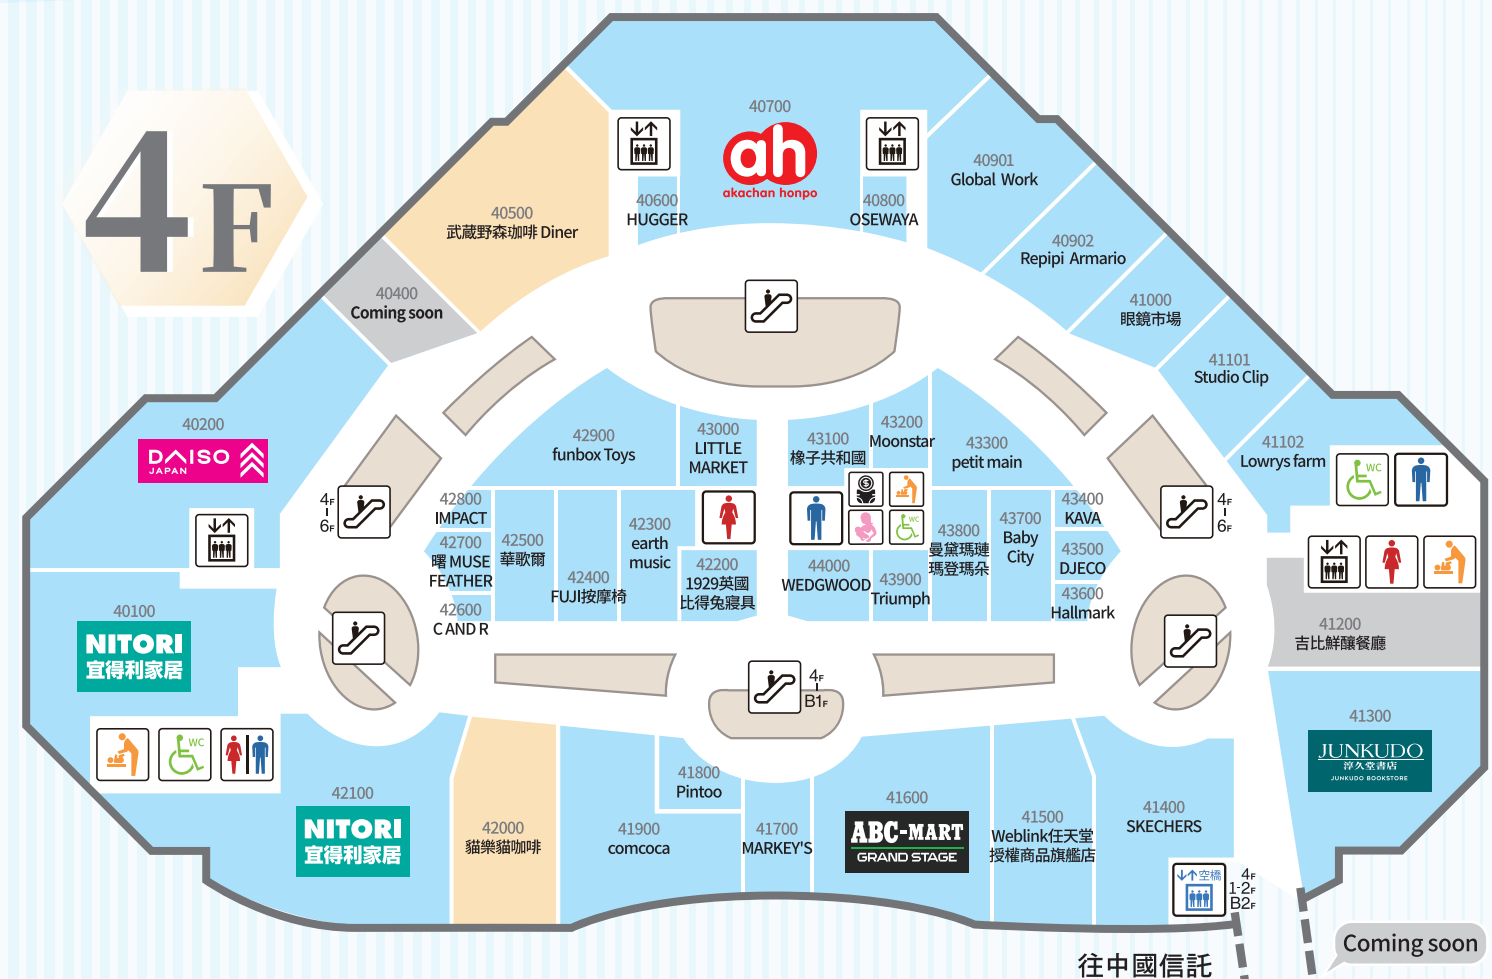 4F
40700
ah
akachan honpo
40600
HUGGER
40800
OSEWAYA
40901
Global Work
40902
Repipi Armario
41000
眼鏡市場
41101
Studio Clip
41102
Lowrys farm
WC
40500
武蔵野森珈啡 Diner
40400
Coming soon
40200
DAISO
JAPAN
4F
6F
4F
6F
42900
funbox Toys
43000
LITTLE
MARKET
43100
橡子共和國
43200
Moonstar
43300
petit main
42800
IMPACT
42700
曙 MUSE
FEATHER
42600
C AND R
42500
華歌爾
42400
FUJI按摩椅
42300
earth
music
42200
1929英國
比得兔寢具
WC
44000
WEDGWOOD
43900
Triumph
43800
曼黛瑪璉
瑪登瑪朵
43700
Baby
City
43400
KAVA
43500
DJECO
43600
Hallmark
40100
NITORI
宜得利家居
41200
吉比鮮釀餐廳
4F
B1F
WC
42100
NITORI
宜得利家居
42000
貓樂貓咖啡
41900
comcoca
41800
Pintoo
41700
MARKEY'S
41600
ABC-MART
GRAND STAGE
41500
Weblink任天堂
授權商品旗艦店
41400
SKECHERS
41300
JUNKUDO
淳久堂書店
JUNKUDO BOOKSTORE
空橋
4F
1-2F
B2F
往中國信託
Coming soon